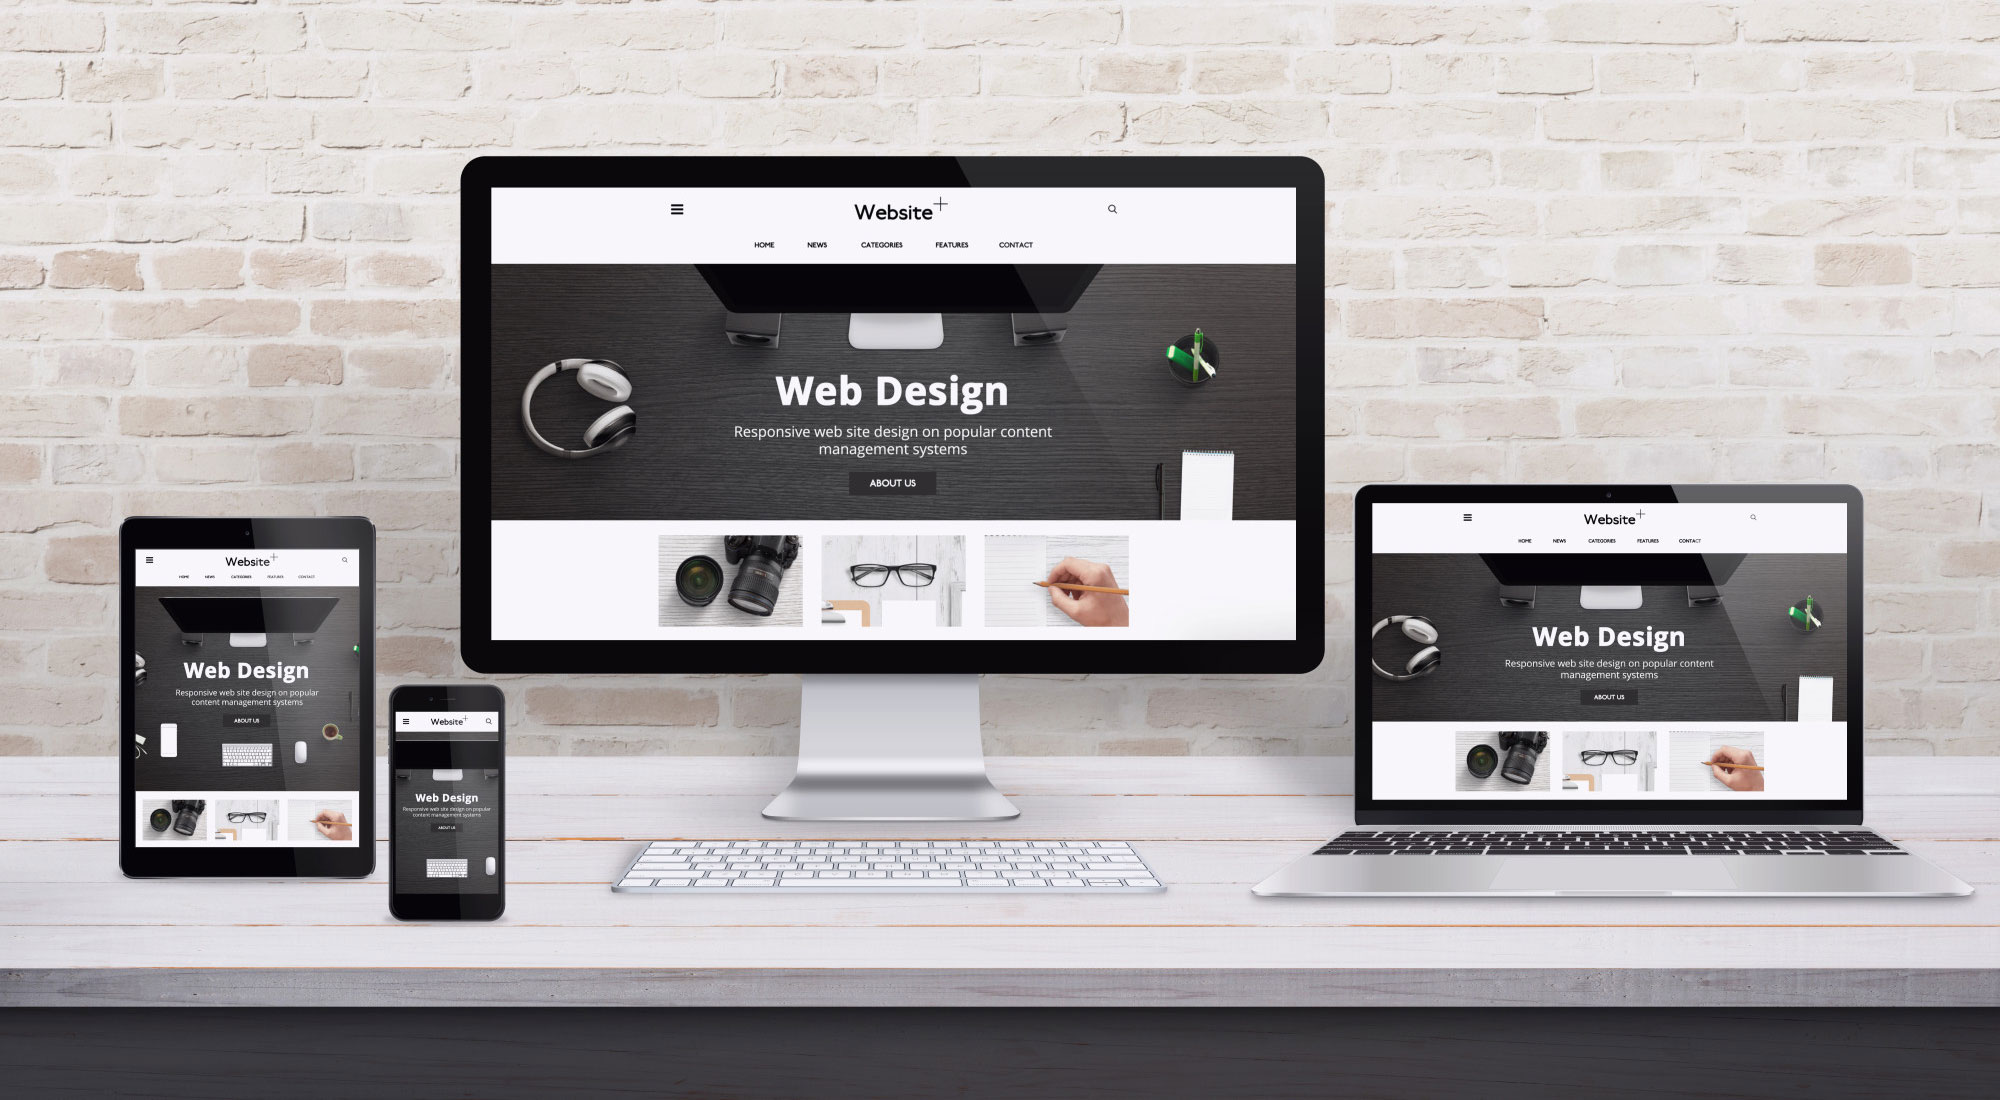 Website+
HOME NEWS CATEGORIES FEATURES CONTACT
Web Design
Responsive web site design on popular content
management systems
ABOUT US
Website+
HOME NEWS CATEGORIES FEATURES CONTACT
Web Design
Responsive web site design on popular
content management systems
ABOUT US
Website+
Web Design
Responsive web site design on popular
content management systems
ABOUT US
Website+
HOME NEWS CATEGORIES FEATURES CONTACT
Web Design
Responsive web site design on popular content
management systems
ABOUT US